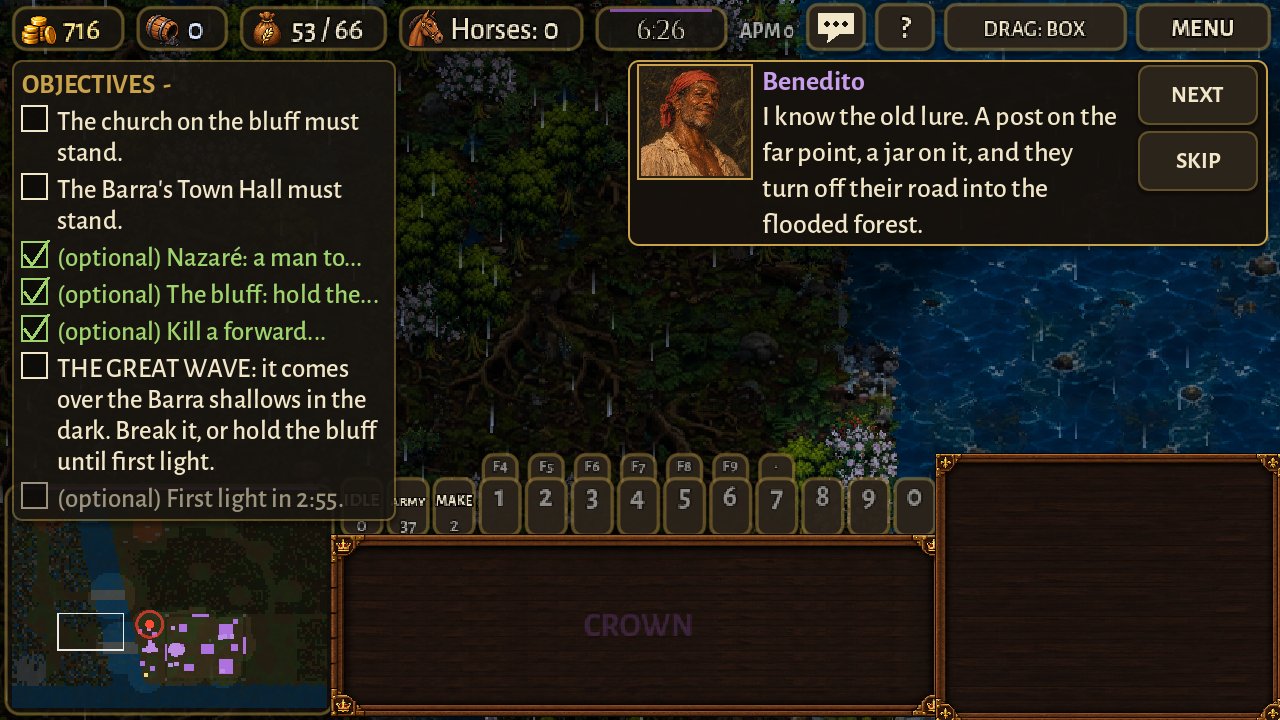 716
0
53 / 66
Horses: 0
6:26
APM 0
?
DRAG: BOX
MENU
OBJECTIVES -
The church on the bluff must
stand.
The Barra's Town Hall must
stand.
(optional) Nazaré: a man to...
(optional) The bluff: hold the...
(optional) Kill a forward...
THE GREAT WAVE: it comes
over the Barra shallows in the
dark. Break it, or hold the bluff
until first light.
(optional) First light in 2:55.
Benedito
I know the old lure. A post on the
far point, a jar on it, and they
turn off their road into the
flooded forest.
NEXT
SKIP
F4 F5 F6 F7 F8 F9 .
IDLE ARMY MAKE 1 2 3 4 5 6 7 8 9 0
0 37 2
CROWN